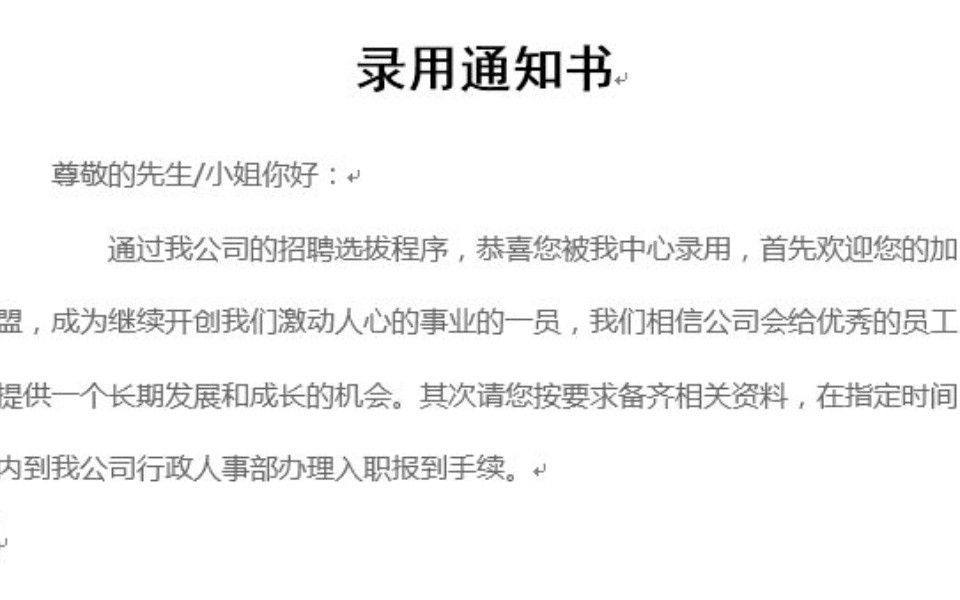 录用通知书
尊敬的先生/小姐你好：
通过我公司的招聘选拔程序，恭喜您被我中心录用，首先欢迎您的加
盟，成为继续开创我们激动人心的事业的一员，我们相信公司会给优秀的员工
提供一个长期发展和成长的机会。其次请您按要求备齐相关资料，在指定时间
内到我公司行政人事部办理入职报到手续。